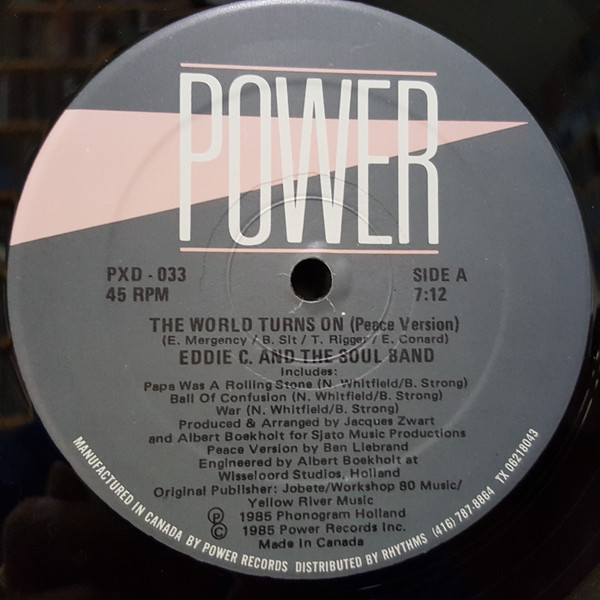 POWER
PXD - 033
45 RPM
SIDE A
7:12
THE WORLD TURNS ON (Peace Version)
(E. Mergency / B. Sit / T. Rigger / E. Conard)
EDDIE C. AND THE SOUL BAND
Includes:
Papa Was A Rolling Stone (N. Whitfield/B. Strong)
Ball Of Confusion (N. Whitfield/B. Strong)
War (N. Whitfield/B. Strong)
Produced & Arranged by Jacques Zwart
and Albert Boekholt for Sjato Music Productions
Peace Version by Ben Liebrand
Engineered by Albert Boekholt at
Wisseloord Studios, Holland
Original Publisher: Jobete/Workshop 80 Music/
Yellow River Music
℗ 1985 Phonogram Holland
© 1985 Power Records Inc.
Made In Canada
MANUFACTURED IN CANADA BY POWER RECORDS DISTRIBUTED BY RHYTHMS (416) 787-8864 TX 06218043